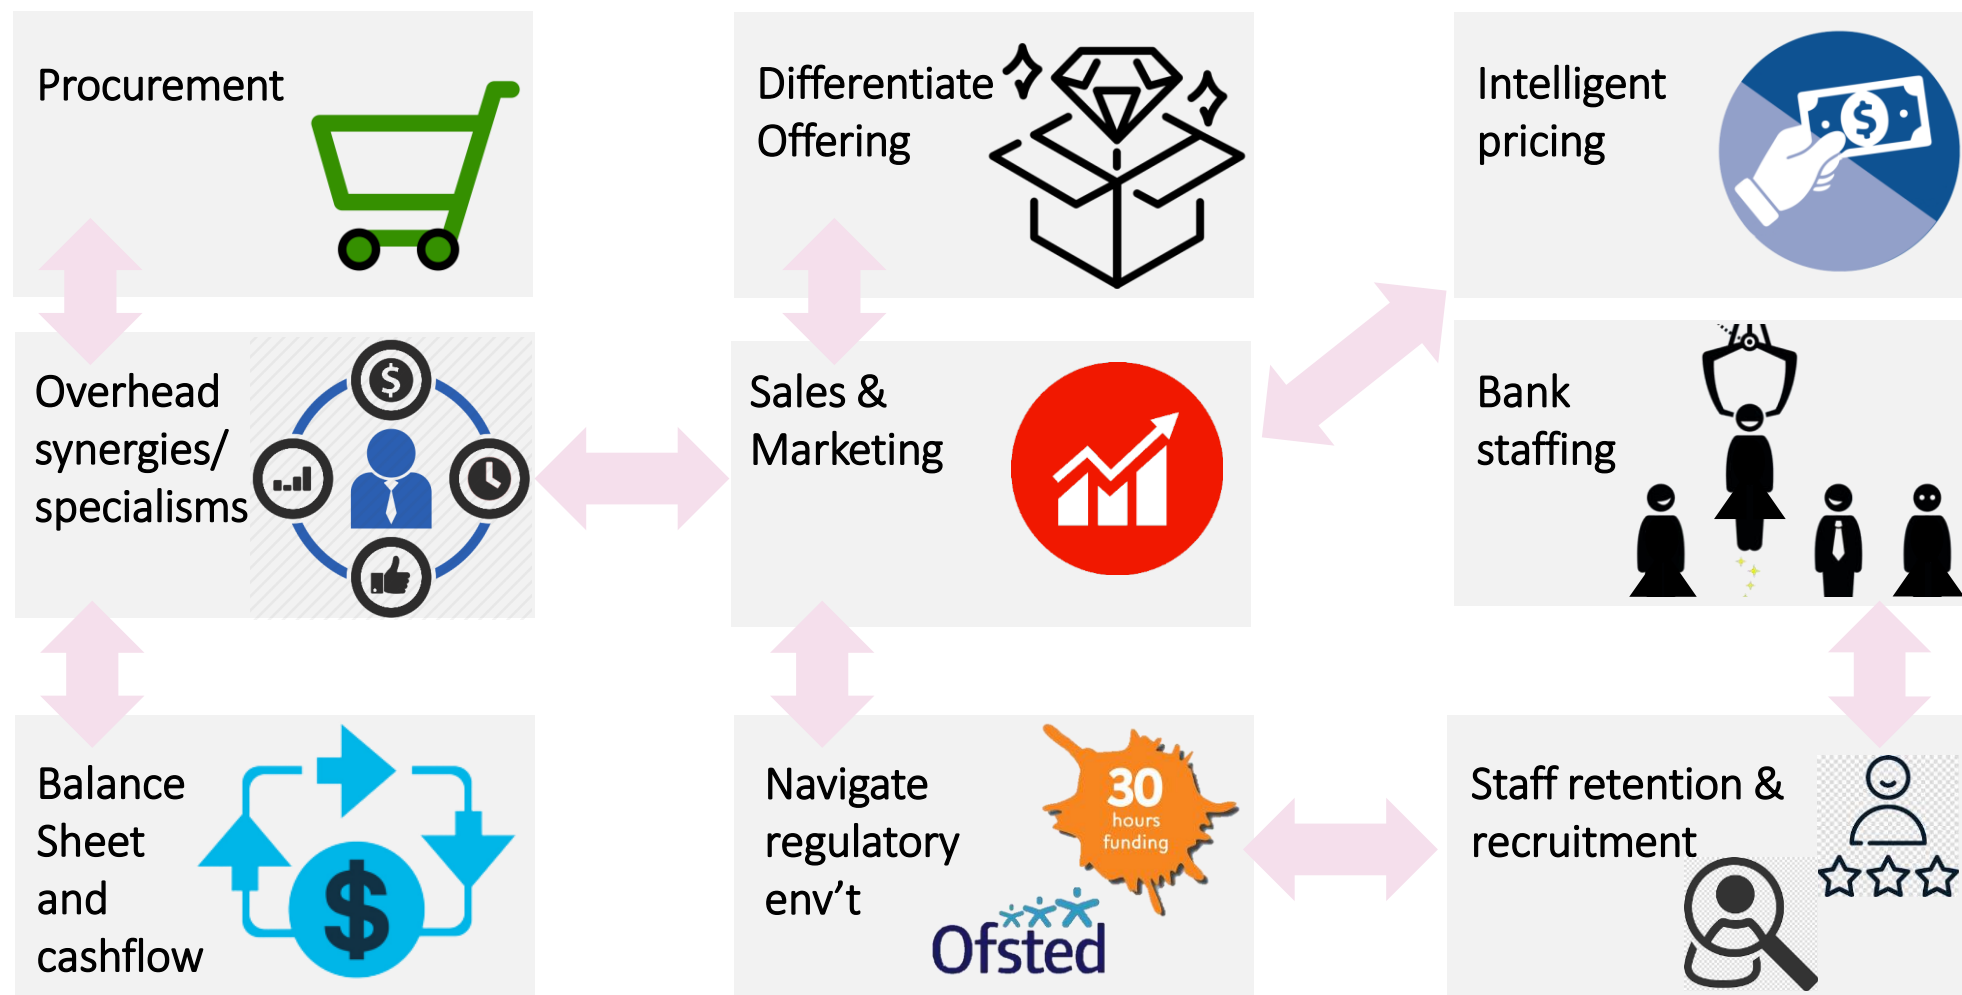 Procurement
Differentiate
Offering
Intelligent
pricing
$
Overhead
synergies/
specialisms
$
Sales &
Marketing
Bank
staffing
Balance
Sheet
and
cashflow
$
Navigate
regulatory
env’t
30
hours
funding
Ofsted
Staff retention &
recruitment